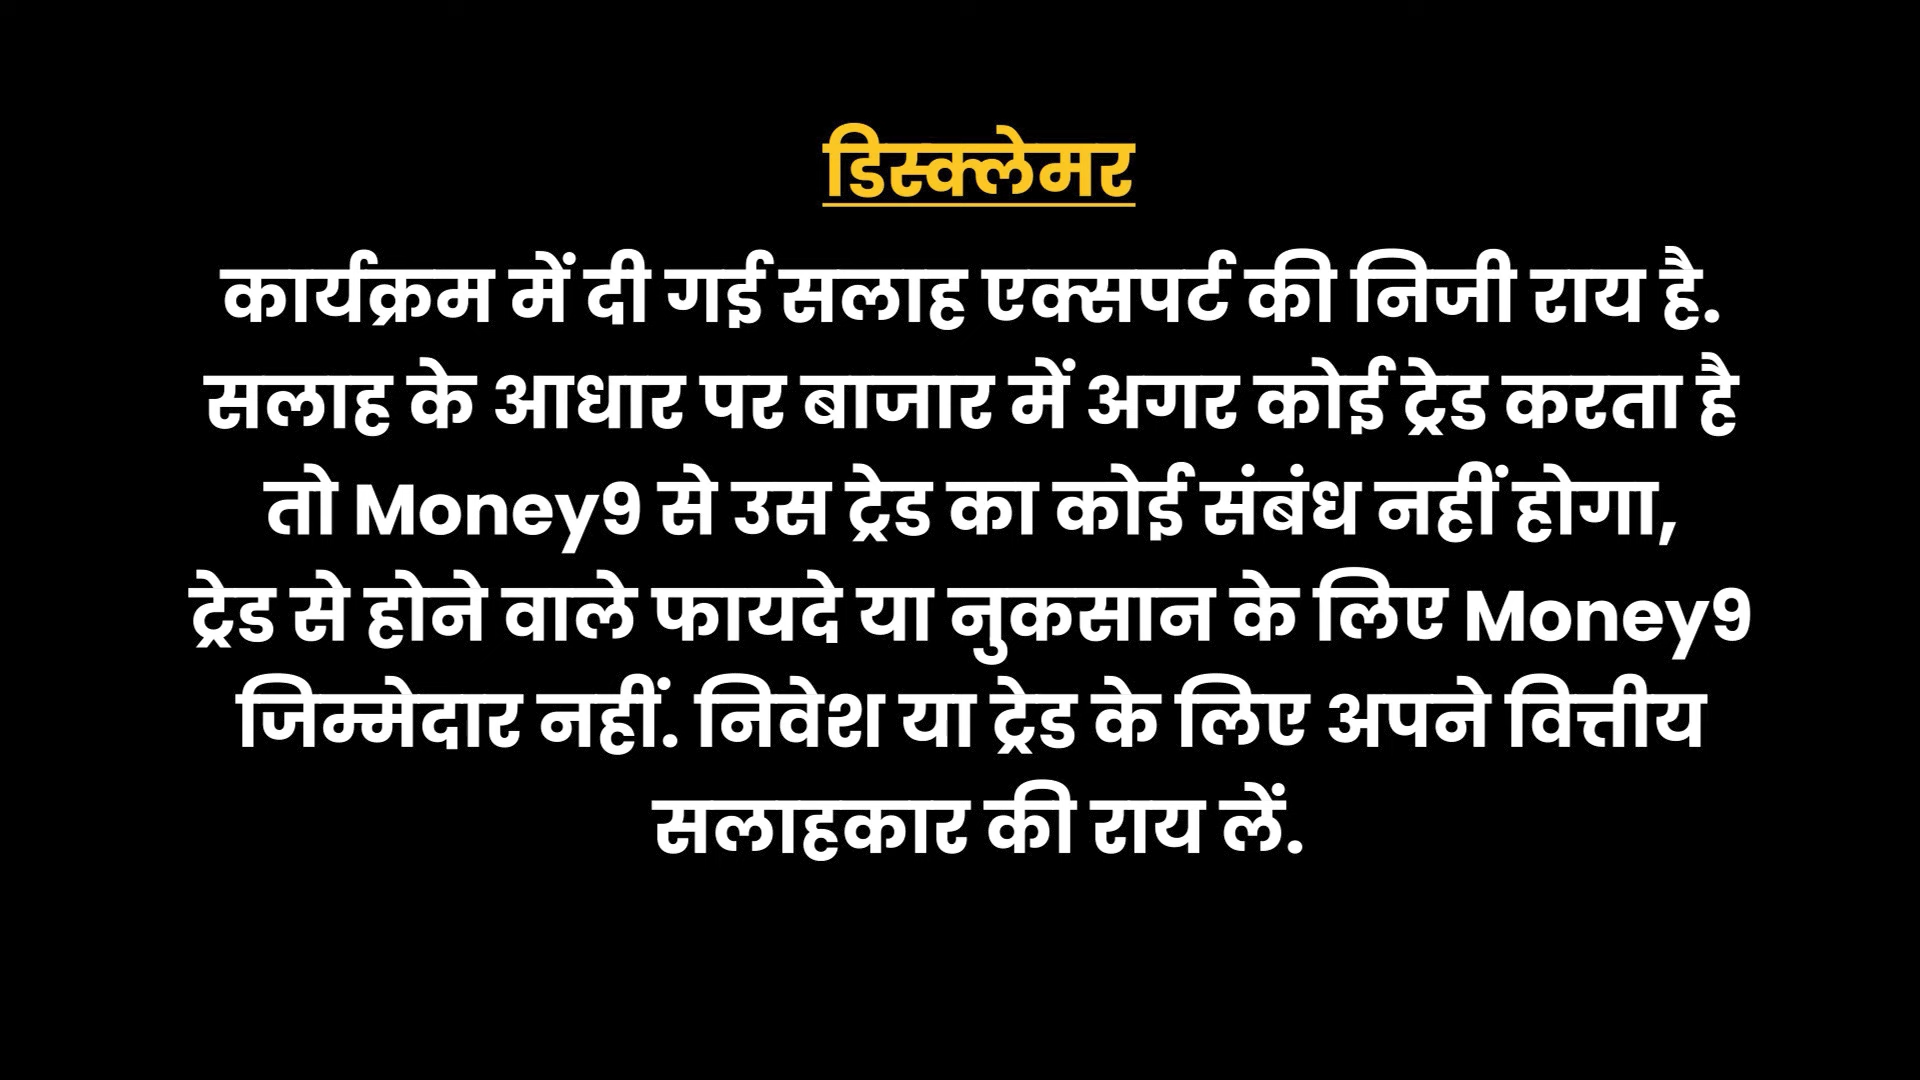 डिस्क्लेमर
कार्यक्रम में दी गई सलाह एक्सपर्ट की निजी राय है.
सलाह के आधार पर बाजार में अगर कोई ट्रेड करता है
तो Money9 से उस ट्रेड का कोई संबंध नहीं होगा,
ट्रेड से होने वाले फायदे या नुकसान के लिए Money9
जिम्मेदार नहीं. निवेश या ट्रेड के लिए अपने वित्तीय
सलाहकार की राय लें.